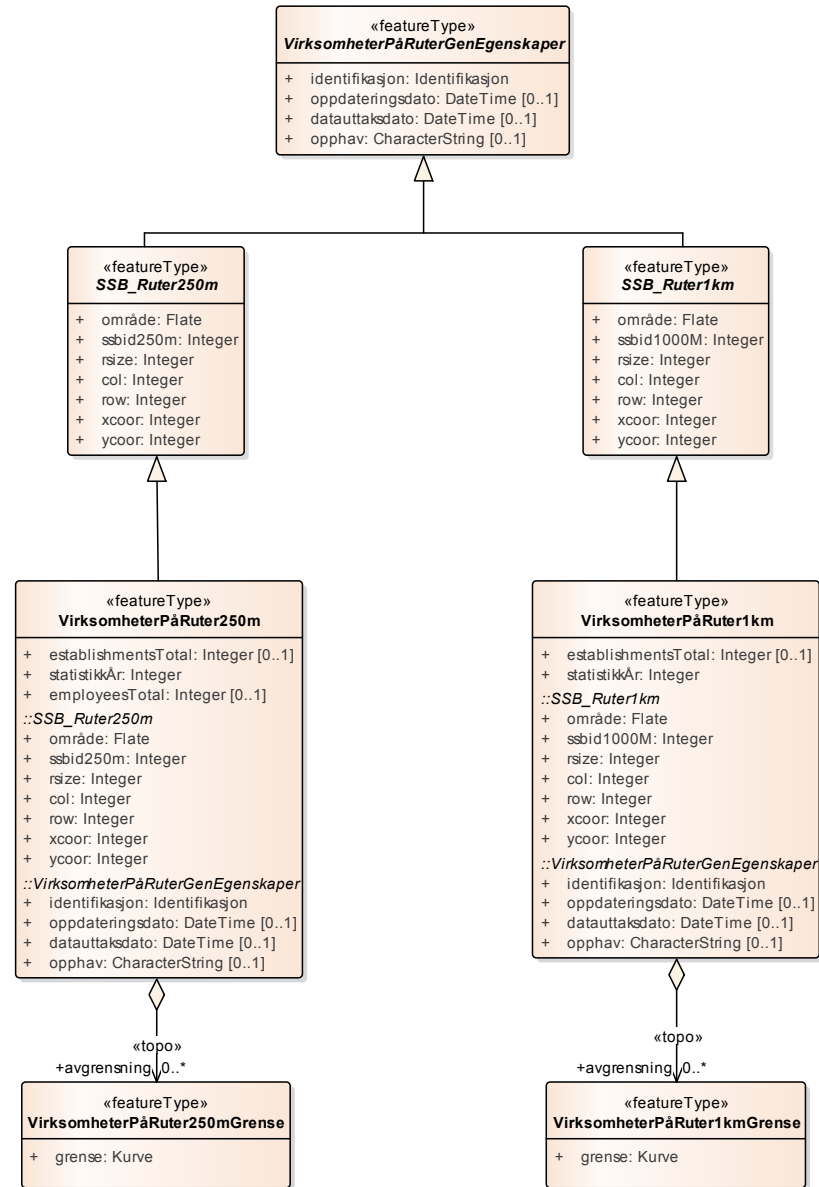 «featureType»
VirksomheterPåRuterGenEgenskaper
+ identifikasjon: Identifikasjon
+ oppdateringsdato: DateTime [0..1]
+ datauttaksdato: DateTime [0..1]
+ opphav: CharacterString [0..1]
«featureType»
SSB_Ruter250m
+ område: Flate
+ ssbid250m: Integer
+ rsize: Integer
+ col: Integer
+ row: Integer
+ xcoor: Integer
+ ycoor: Integer
«featureType»
SSB_Ruter1km
+ område: Flate
+ ssbid1000M: Integer
+ rsize: Integer
+ col: Integer
+ row: Integer
+ xcoor: Integer
+ ycoor: Integer
«featureType»
VirksomheterPåRuter250m
+ establishmentsTotal: Integer [0..1]
+ statistikkÅr: Integer
+ employeesTotal: Integer [0..1]
::SSB_Ruter250m
+ område: Flate
+ ssbid250m: Integer
+ rsize: Integer
+ col: Integer
+ row: Integer
+ xcoor: Integer
+ ycoor: Integer
::VirksomheterPåRuterGenEgenskaper
+ identifikasjon: Identifikasjon
+ oppdateringsdato: DateTime [0..1]
+ datauttaksdato: DateTime [0..1]
+ opphav: CharacterString [0..1]
«featureType»
VirksomheterPåRuter1km
+ establishmentsTotal: Integer [0..1]
+ statistikkÅr: Integer
::SSB_Ruter1km
+ område: Flate
+ ssbid1000M: Integer
+ rsize: Integer
+ col: Integer
+ row: Integer
+ xcoor: Integer
+ ycoor: Integer
::VirksomheterPåRuterGenEgenskaper
+ identifikasjon: Identifikasjon
+ oppdateringsdato: DateTime [0..1]
+ datauttaksdato: DateTime [0..1]
+ opphav: CharacterString [0..1]
«topo»
+avgrensning 0..*
«featureType»
VirksomheterPåRuter250mGrense
+ grense: Kurve
«topo»
+avgrensning 0..*
«featureType»
VirksomheterPåRuter1kmGrense
+ grense: Kurve